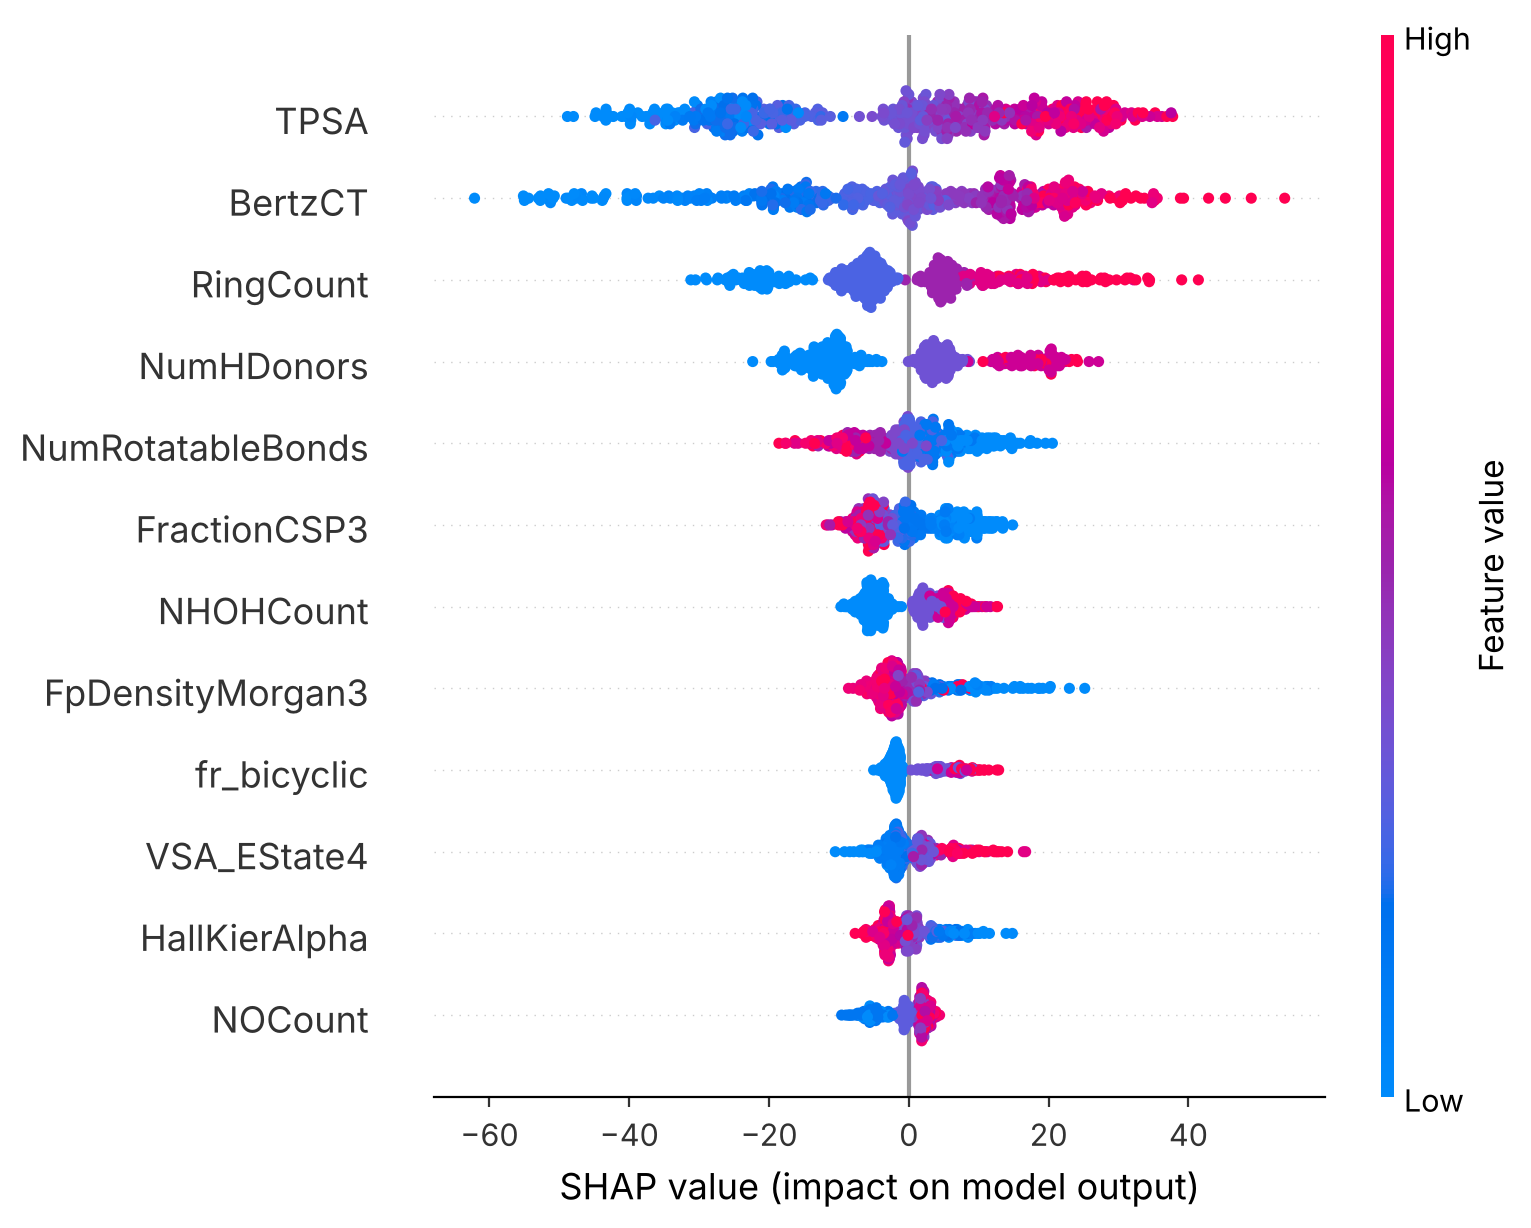 High
TPSA
BertzCT
RingCount
NumHDonors
NumRotatableBonds
FractionCSP3
NHOHCount
FpDensityMorgan3
fr_bicyclic
VSA_EState4
HallKierAlpha
NOCount
Feature value
Low
−60 −40 −20 0 20 40
SHAP value (impact on model output)